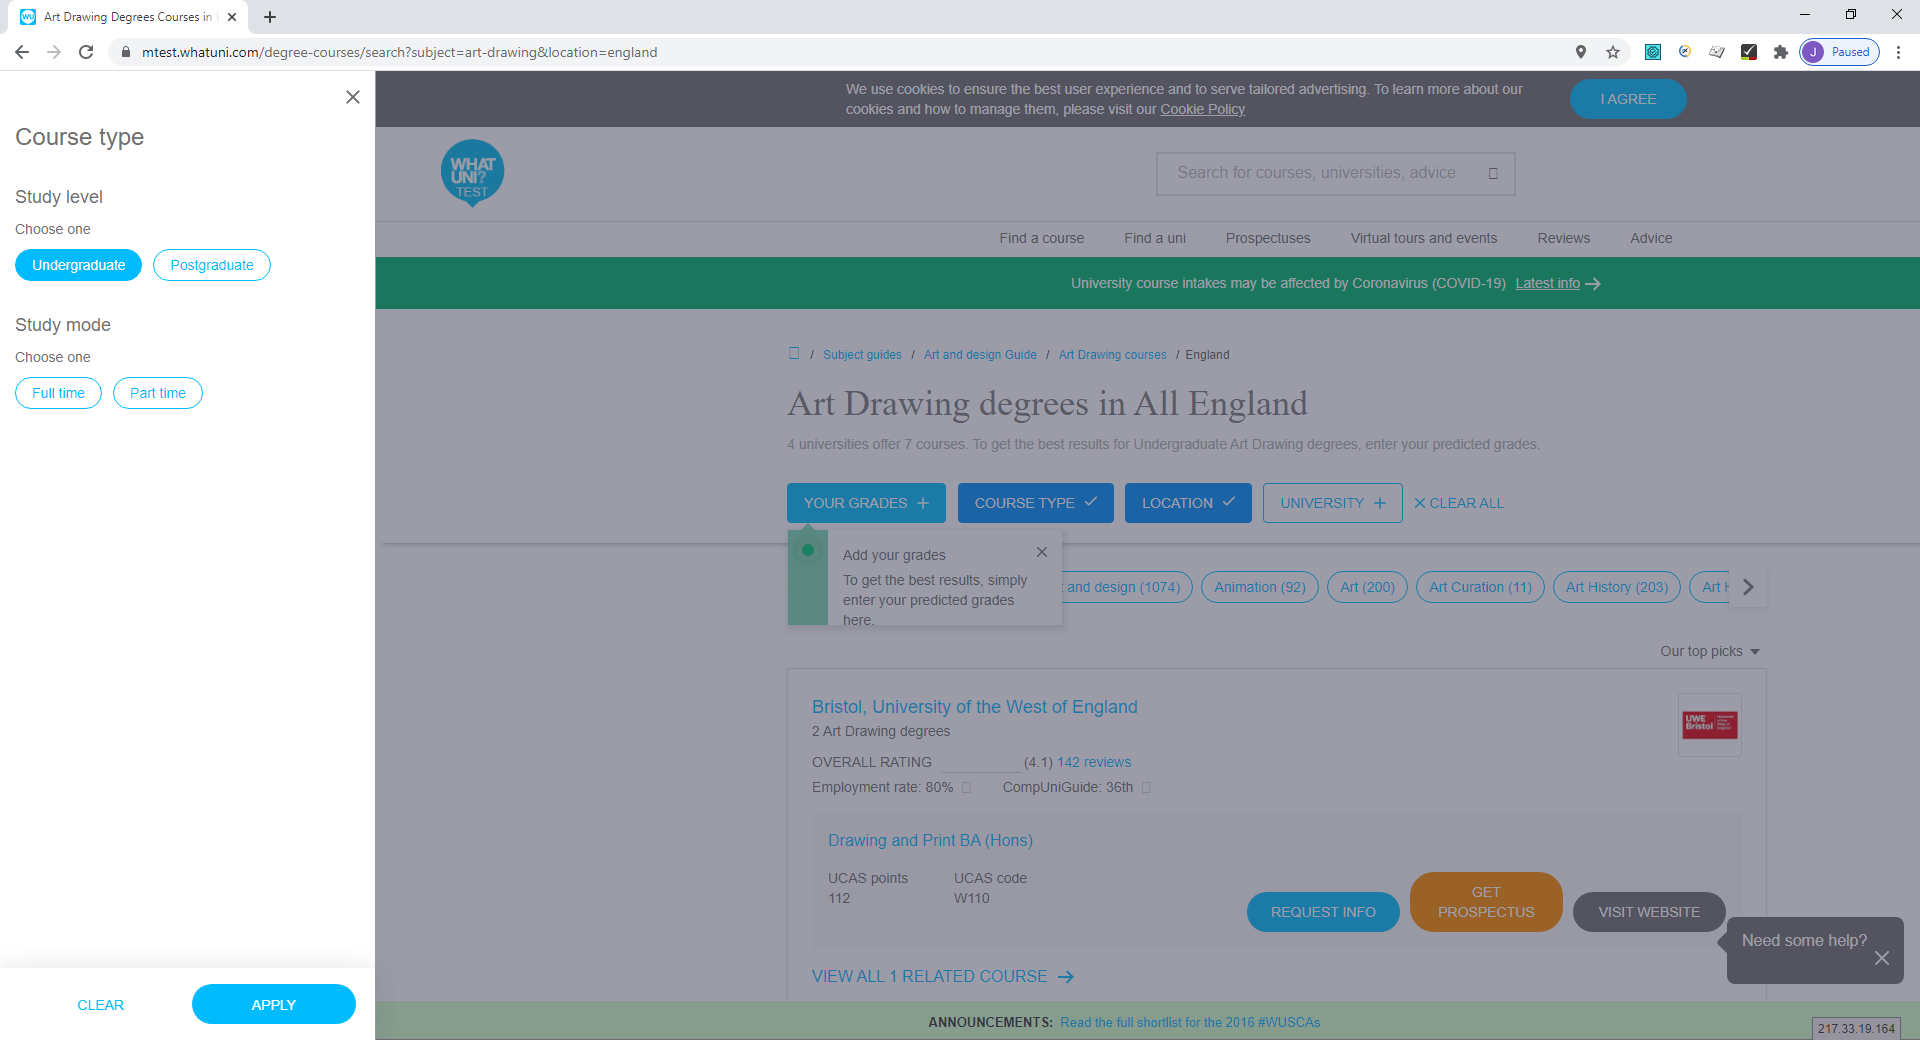 Art Drawing Degrees Courses in
mtest.whatuni.com/degree-courses/search?subject=art-drawing&location=england
J Paused
Course type
Study level
Choose one
Undergraduate
Postgraduate
Study mode
Choose one
Full time
Part time
CLEAR
APPLY
We use cookies to ensure the best user experience and to serve tailored advertising. To learn more about our
cookies and how to manage them, please visit our Cookie Policy
I AGREE
WHAT
UNI?
TEST
Search for courses, universities, advice
Find a course
Find a uni
Prospectuses
Virtual tours and events
Reviews
Advice
University course intakes may be affected by Coronavirus (COVID-19) Latest info
/ Subject guides / Art and design Guide / Art Drawing courses / England
Art Drawing degrees in All England
4 universities offer 7 courses. To get the best results for Undergraduate Art Drawing degrees, enter your predicted grades.
YOUR GRADES
COURSE TYPE
LOCATION
UNIVERSITY
CLEAR ALL
Add your grades
To get the best results, simply
enter your predicted grades
here.
and design (1074)
Animation (92)
Art (200)
Art Curation (11)
Art History (203)
Art
Our top picks
Bristol, University of the West of England
2 Art Drawing degrees
UWE
Bristol
OVERALL RATING (4.1) 142 reviews
Employment rate: 80% CompUniGuide: 36th
Drawing and Print BA (Hons)
UCAS points
112
UCAS code
W110
REQUEST INFO
GET
PROSPECTUS
VISIT WEBSITE
Need some help?
VIEW ALL 1 RELATED COURSE
ANNOUNCEMENTS: Read the full shortlist for the 2016 #WUSCAs
217.33.19.164